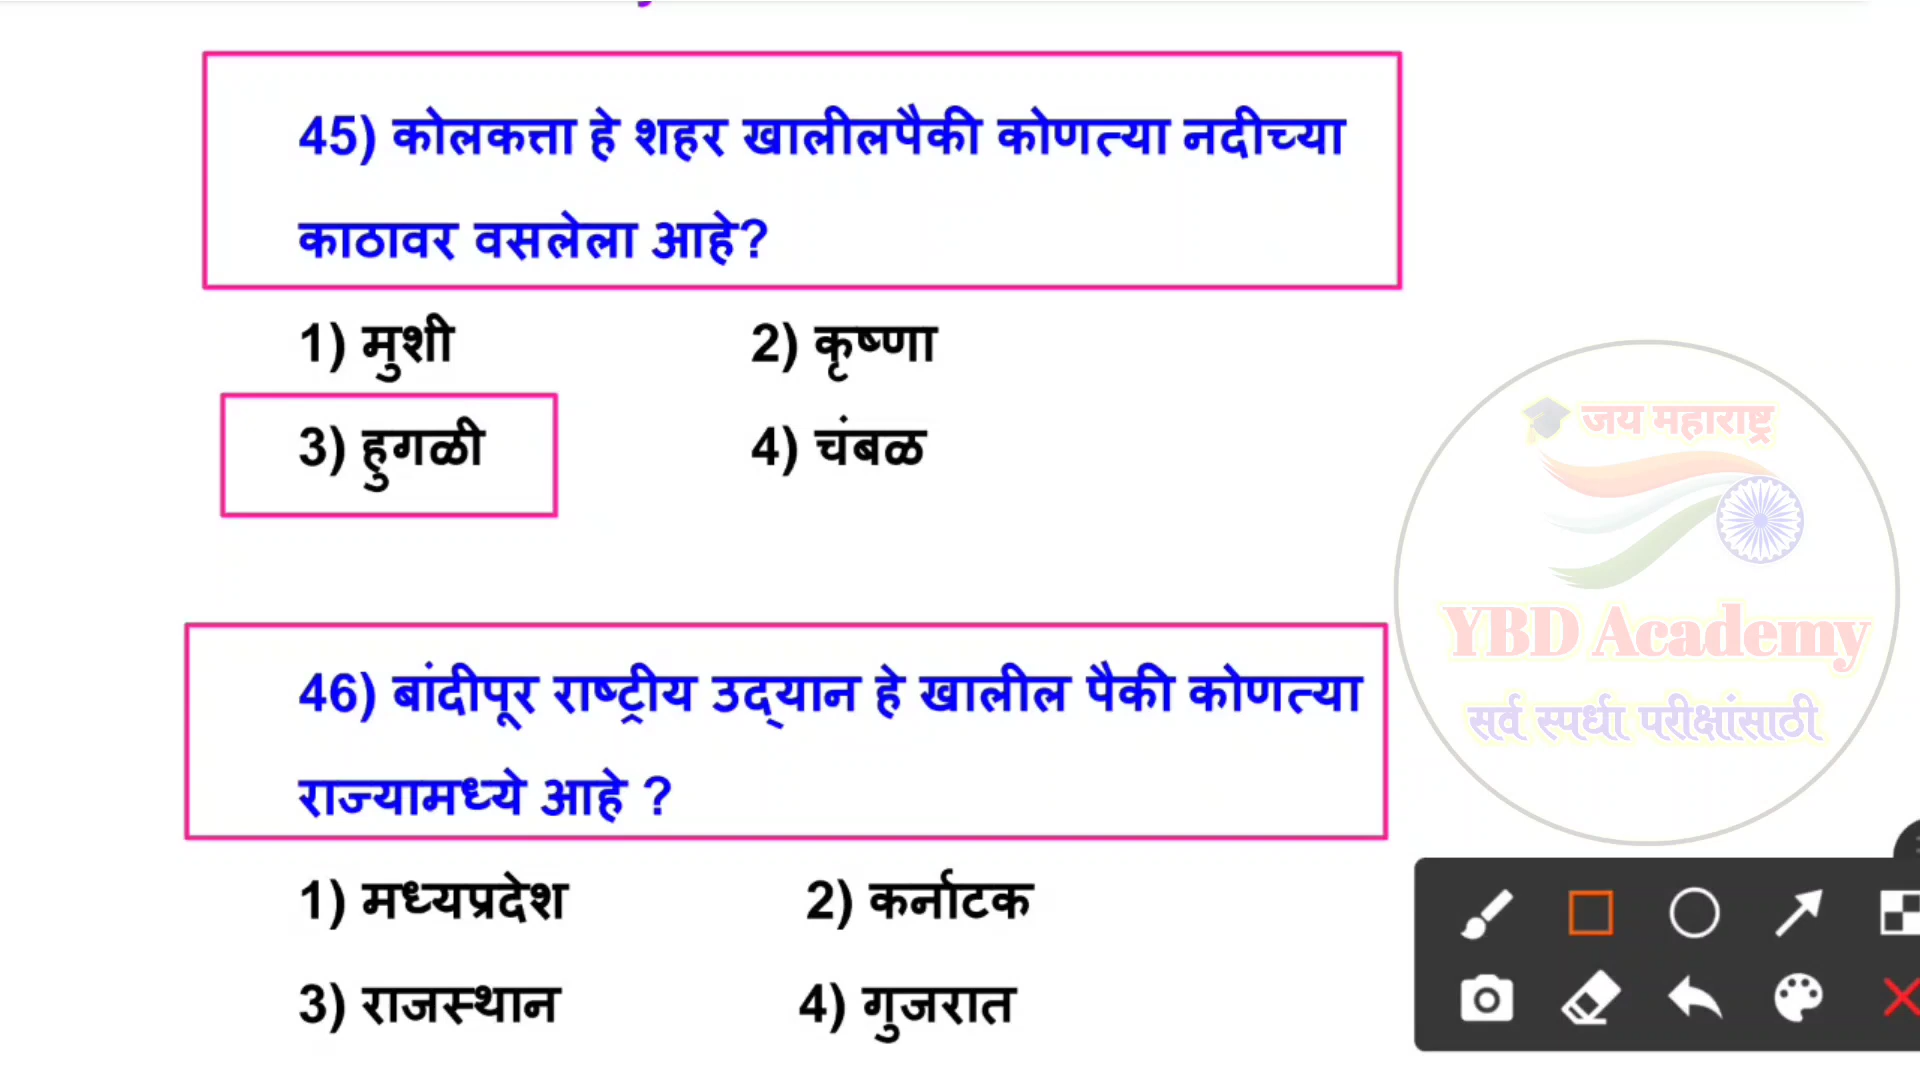 45) कोलकत्ता हे शहर खालीलपैकी कोणत्या नदीच्या
काठावर वसलेला आहे?
1) मुशी 2) कृष्णा
3) हुगळी 4) चंबळ
जय महाराष्ट्र
YBD Academy
सर्व स्पर्धा परीक्षांसाठी
46) बांदीपूर राष्ट्रीय उद्‌यान हे खालील पैकी कोणत्या
राज्यामध्ये आहे ?
1) मध्यप्रदेश 2) कर्नाटक
3) राजस्थान 4) गुजरात